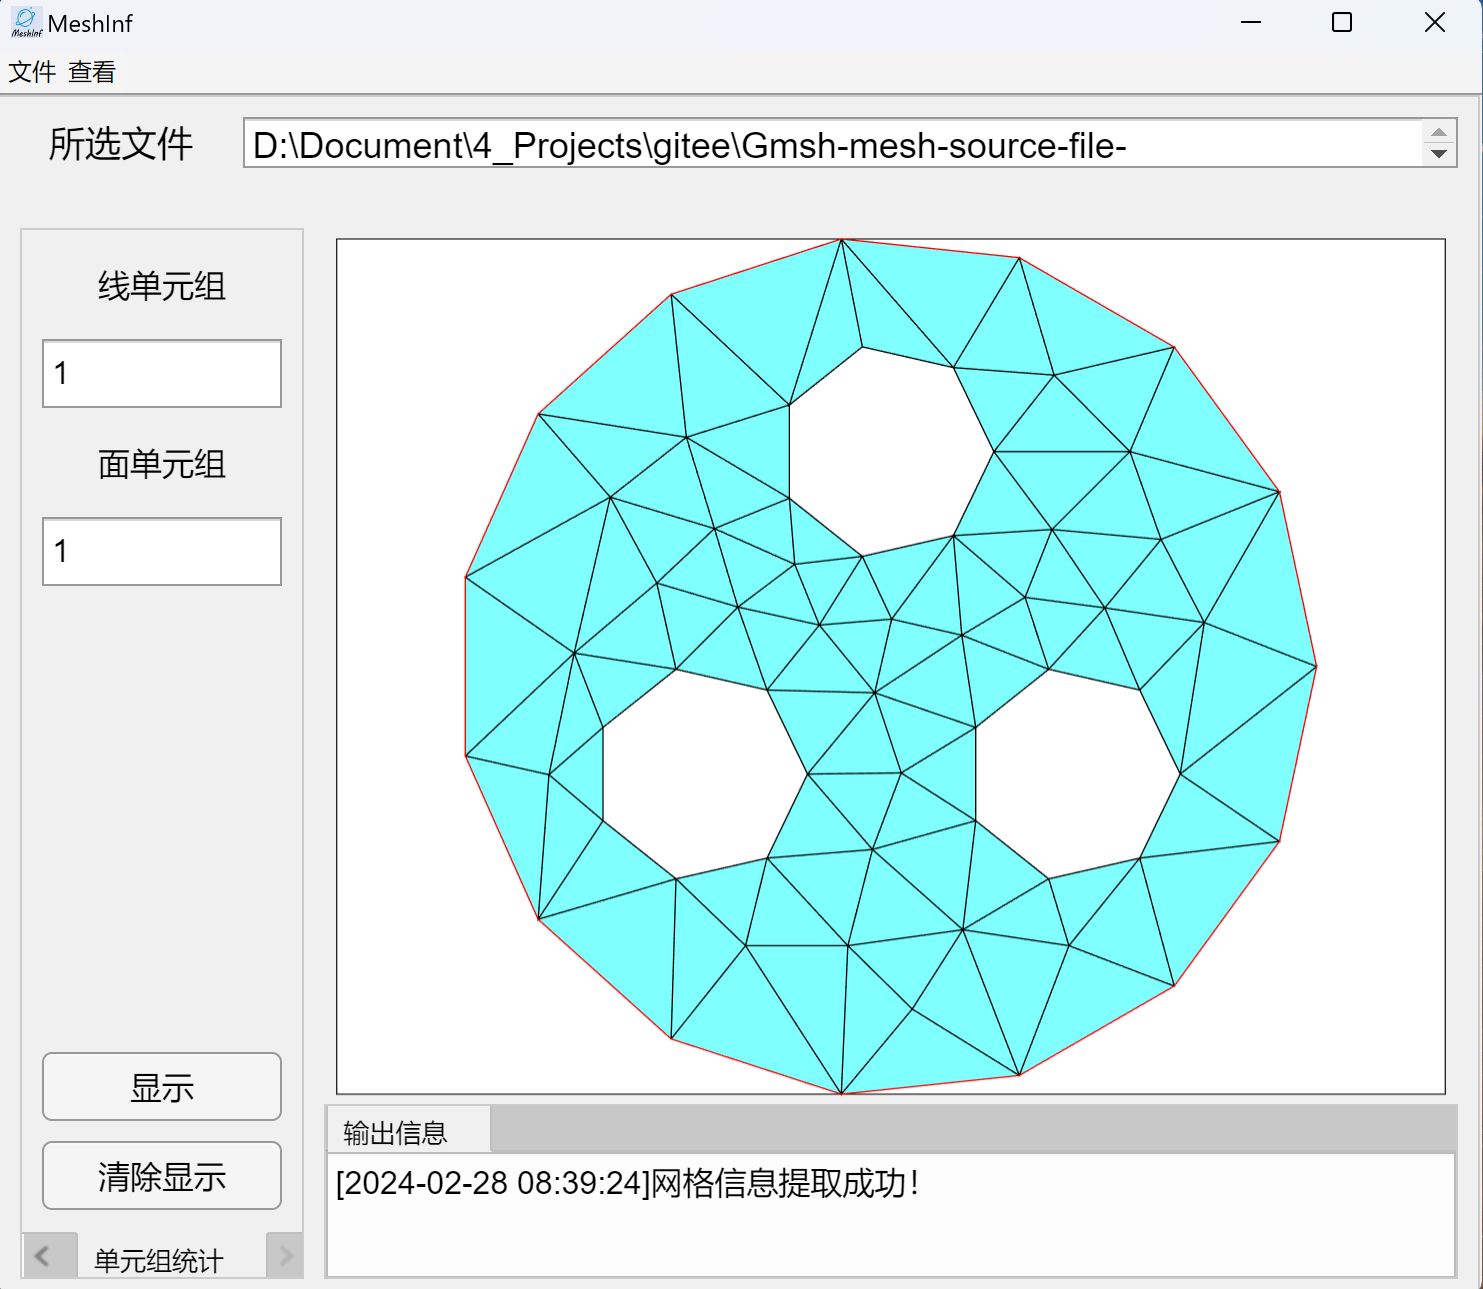 MeshInf
MeshInf
文件 查看
所选文件
D:\Document\4_Projects\gitee\Gmsh-mesh-source-file-
线单元组
1
面单元组
1
显示
清除显示
单元组统计
输出信息
[2024-02-28 08:39:24]网格信息提取成功!